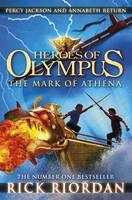 PERCY JACKSON AND ANNABETH RETURN
HEROES OF
OLYMPUS
THE MARK OF ATHENA
THE NUMBER ONE BESTSELLER
RICK RIORDAN